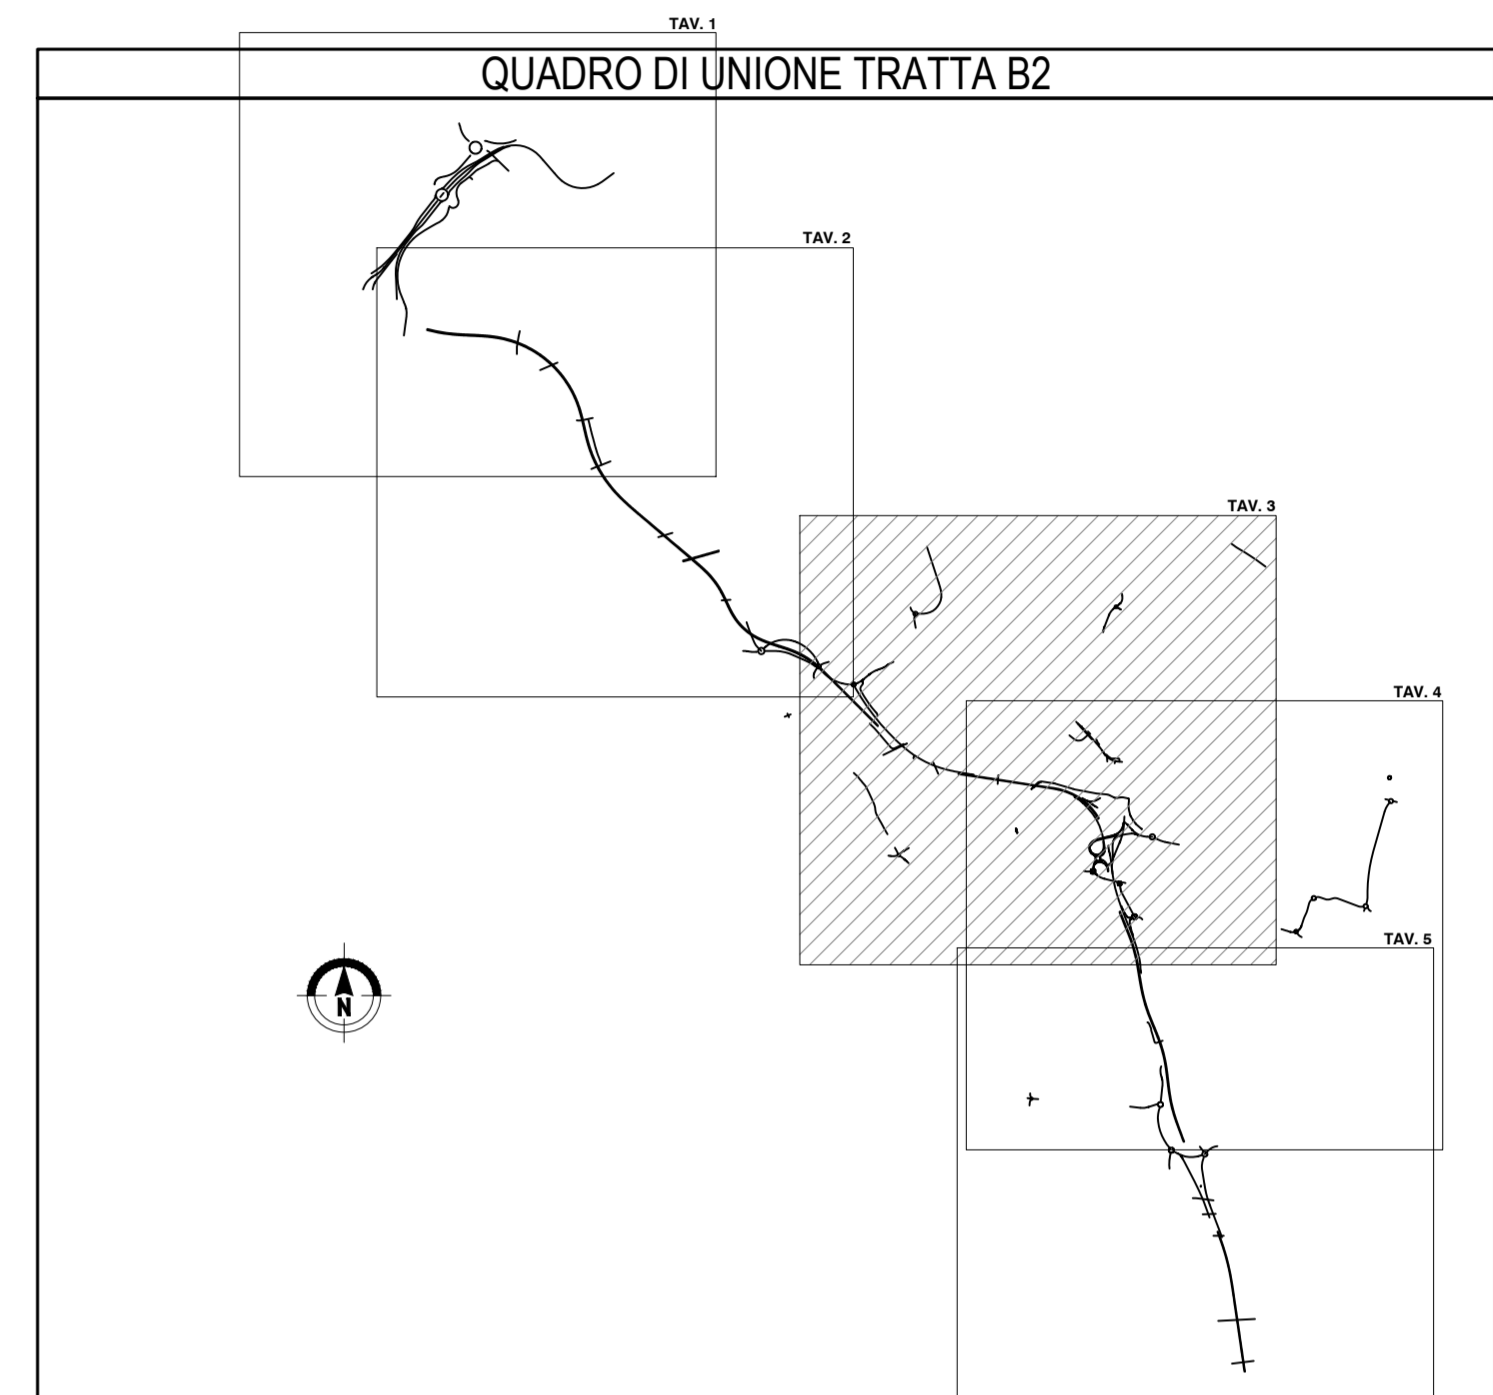 TAV. 1
QUADRO DI UNIONE TRATTA B2
TAV. 2
TAV. 3
TAV. 4
TAV. 5
N